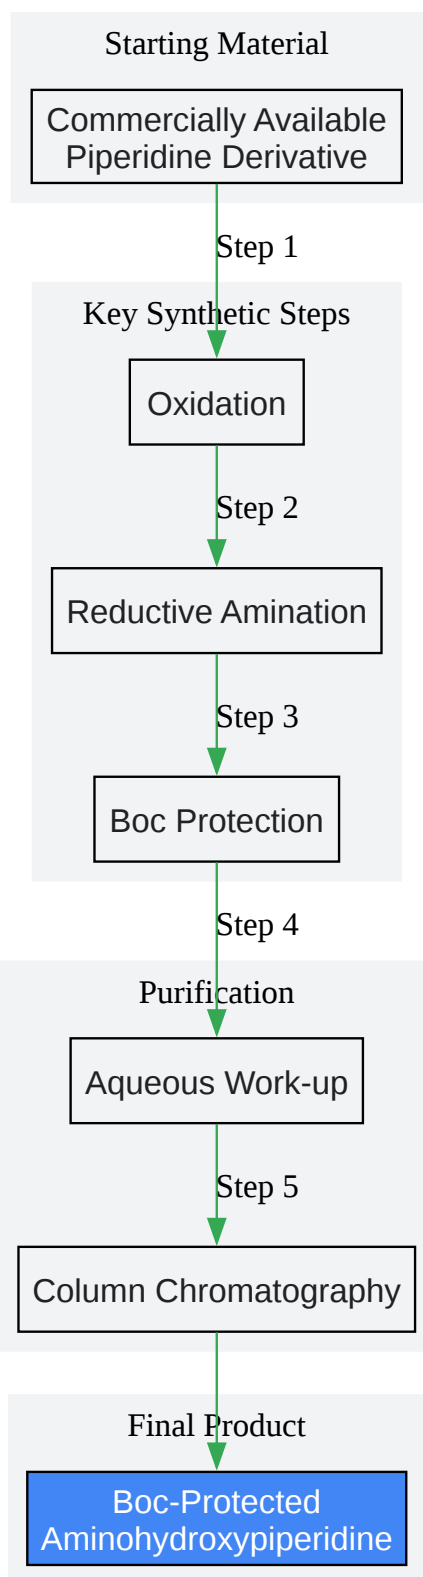 Starting Material
Commercially Available
Piperidine Derivative
Step 1
Key Synthetic Steps
Oxidation
Step 2
Reductive Amination
Step 3
Boc Protection
Step 4
Purification
Aqueous Work-up
Step 5
Column Chromatography
Final Product
Boc-Protected
Aminohydroxypiperidine